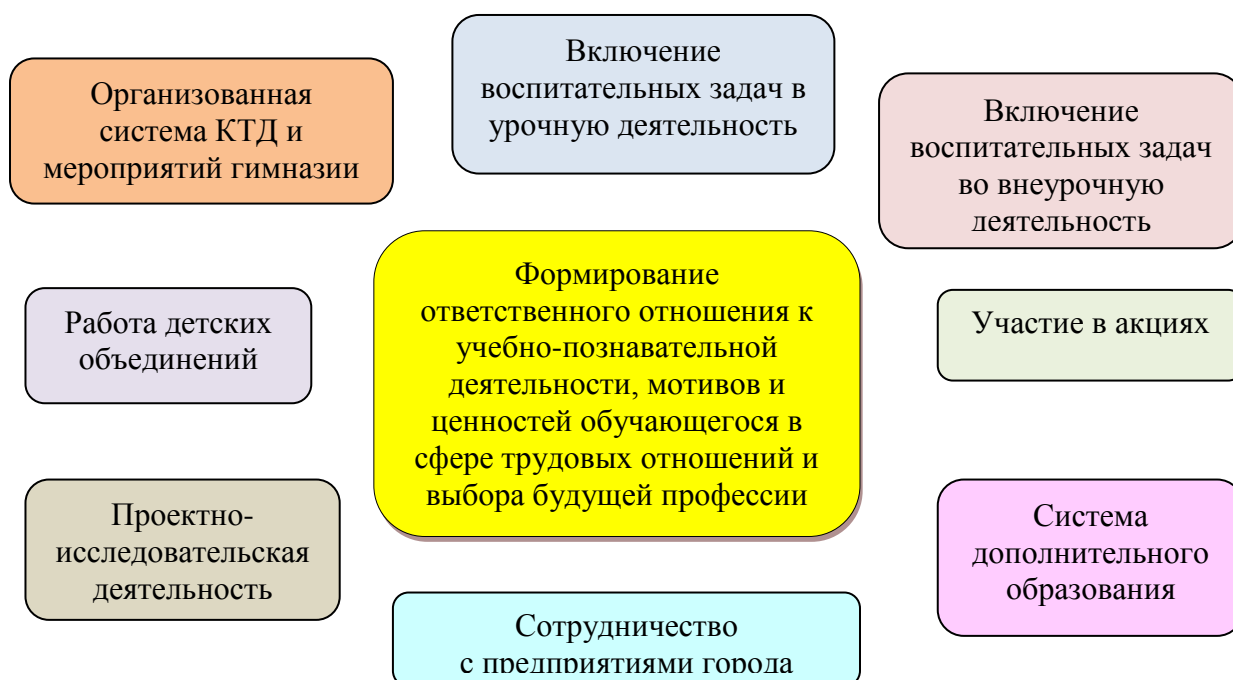 Организованная
система КТД и
мероприятий гимназии
Включение
воспитательных задач в
урочную деятельность
Включение
воспитательных задач
во внеурочную
деятельность
Формирование
ответственного отношения к
учебно-познавательной
деятельности, мотивов и
ценностей обучающегося в
сфере трудовых отношений и
выбора будущей профессии
Работа детских
объединений
Участие в акциях
Проектно-
исследовательская
деятельность
Система
дополнительного
образования
Сотрудничество
с предприятиями города